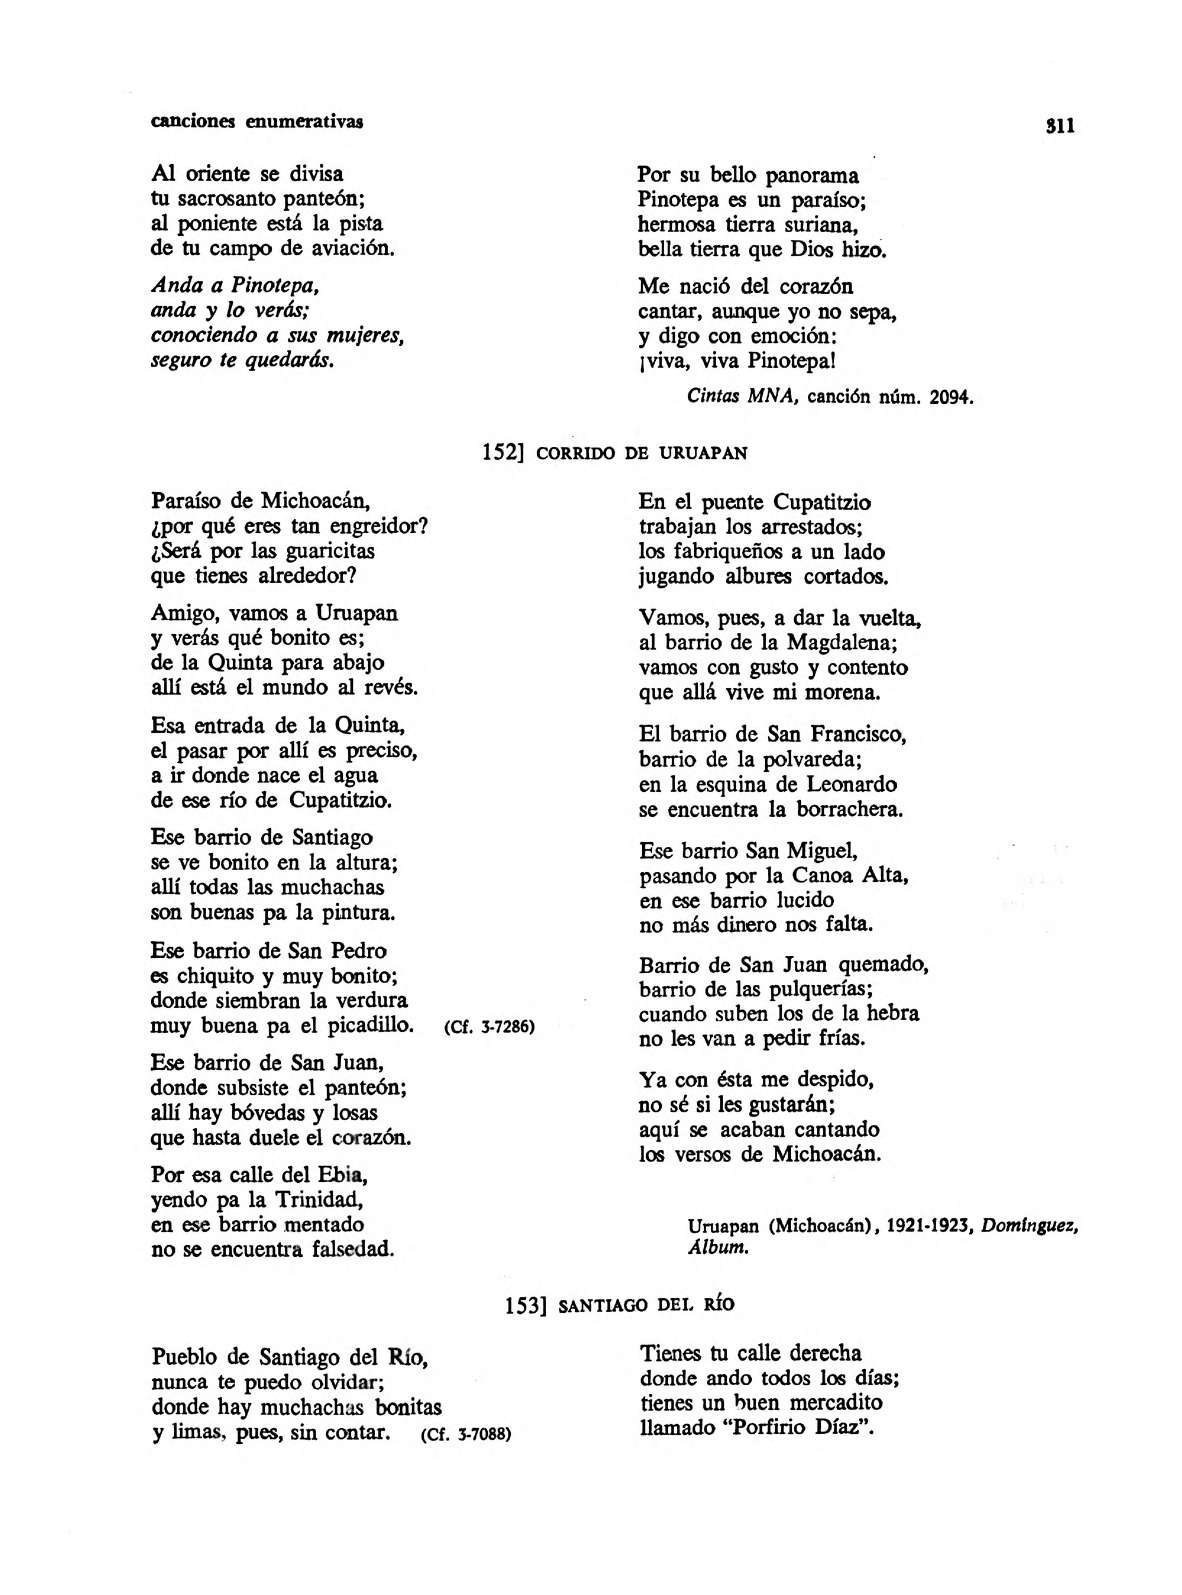 canciones enumerativas
311
Al oriente se divisa
tu sacrosanto panteón;
al poniente está la pista
de tu campo de aviación.
Anda a Pinotepa,
anda y lo verás;
conociendo a sus mujeres,
seguro te quedarás.
Por su bello panorama
Pinotepa es un paraíso;
hermosa tierra suriana,
bella tierra que Dios hizo.
Me nació del corazón
cantar, aunque yo no sepa,
y digo con emoción:
¡viva, viva Pinotepa!
Cintas MNA, canción núm. 2094.
152] CORRIDO DE URUAPAN
Paraíso de Michoacán,
¿por qué eres tan engreidor?
¿Será por las guaricitas
que tienes alrededor?
Amigo, vamos a Uruapan
y verás qué bonito es;
de la Quinta para abajo
allí está el mundo al revés.
Esa entrada de la Quinta,
el pasar por allí es preciso,
a ir donde nace el agua
de ese río de Cupatitzio.
Ese barrio de Santiago
se ve bonito en la altura;
allí todas las muchachas
son buenas pa la pintura.
Ese barrio de San Pedro
es chiquito y muy bonito;
donde siembran la verdura
muy buena pa el picadillo. (Cf. 3-7286)
Ese barrio de San Juan,
donde subsiste el panteón;
allí hay bóvedas y losas
que hasta duele el corazón.
Por esa calle del Ebia,
yendo pa la Trinidad,
en ese barrio mentado
no se encuentra falsedad.
En el puente Cupatitzio
trabajan los arrestados;
los fabriqueños a un lado
jugando albures cortados.
Vamos, pues, a dar la vuelta,
al barrio de la Magdalena;
vamos con gusto y contento
que allá vive mi morena.
El barrio de San Francisco,
barrio de la polvareda;
en la esquina de Leonardo
se encuentra la borrachera.
Ese barrio San Miguel,
pasando por la Canoa Alta,
en ese barrio lucido
no más dinero nos falta.
Barrio de San Juan quemado,
barrio de las pulquerías;
cuando suben los de la hebra
no les van a pedir frías.
Ya con ésta me despido,
no sé si les gustarán;
aquí se acaban cantando
los versos de Michoacán.
Uruapan (Michoacán), 1921-1923, Domínguez,
Álbum.
153] SANTIAGO DEL RÍO
Pueblo de Santiago del Río,
nunca te puedo olvidar;
donde hay muchachas bonitas
y limas, pues, sin contar. (Cf. 3-7088)
Tienes tu calle derecha
donde ando todos los días;
tienes un buen mercadito
llamado “Porfirio Díaz”.